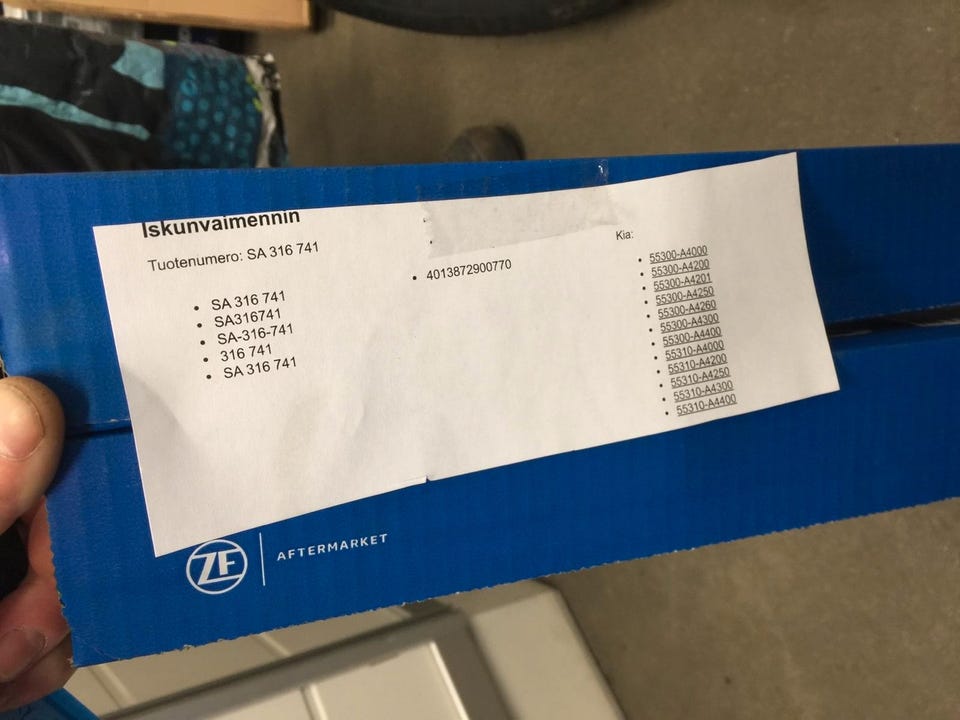 Iskunvaimennin
Tuotenumero: SA 316 741
• SA 316 741
• SA316741
• SA-316-741
• 316 741
• SA 316 741
• 4013872900770
Kia:
• 55300-A4000
• 55300-A4200
• 55300-A4201
• 55300-A4250
• 55300-A4260
• 55300-A4300
• 55300-A4400
• 55310-A4000
• 55310-A4200
• 55310-A4250
• 55310-A4300
• 55310-A4400
ZF
AFTERMARKET